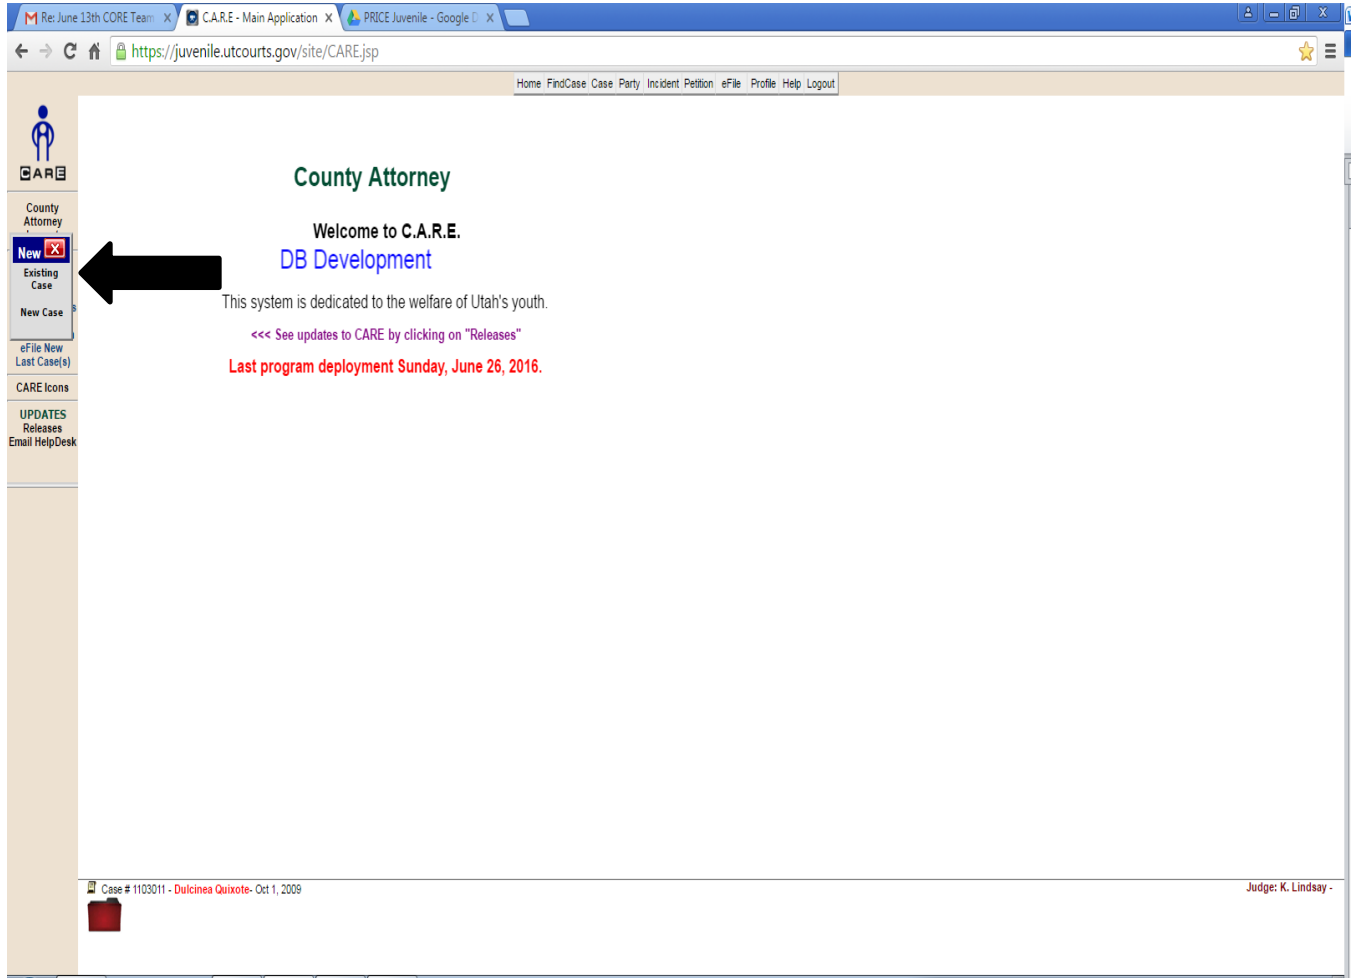 Re: June 13th CORE Team
C.A.R.E - Main Application
PRICE Juvenile - Google D
https://juvenile.utcourts.gov/site/CARE.jsp
Home FindCase Case Party Incident Petition eFile Profile Help Logout
CARE
County
Attorney
New
Existing
Case
New Case
eFile New
Last Case(s)
CARE Icons
UPDATES
Releases
Email HelpDesk
County Attorney
Welcome to C.A.R.E.
DB Development
This system is dedicated to the welfare of Utah's youth.
<<< See updates to CARE by clicking on "Releases"
Last program deployment Sunday, June 26, 2016.
Case # 1103011 - Dulcinea Quixote- Oct 1, 2009
Judge: K. Lindsay -